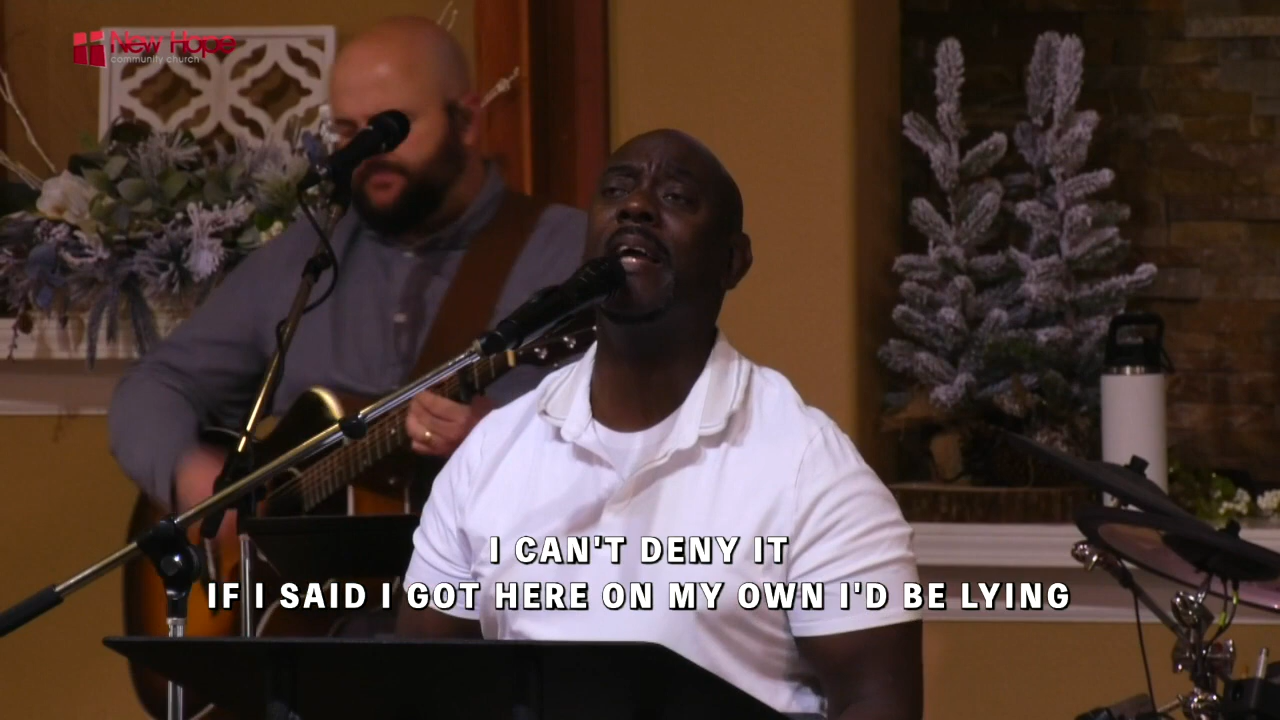 New Hope
community church
I CAN'T DENY IT
IF I SAID I GOT HERE ON MY OWN I'D BE LYING